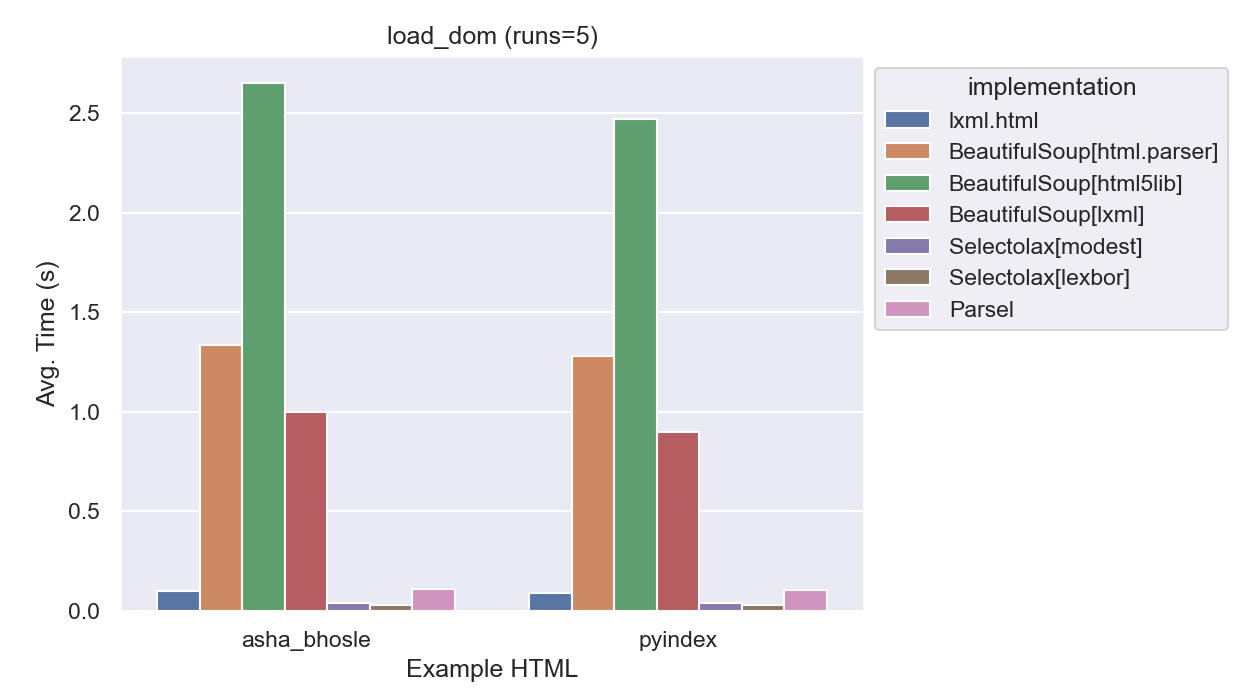 load_dom (runs=5)
2.5
2.0
1.5
1.0
0.5
0.0
Avg. Time (s)
asha_bhosle
pyindex
Example HTML
implementation
lxml.html
BeautifulSoup[html.parser]
BeautifulSoup[html5lib]
BeautifulSoup[lxml]
Selectolax[modest]
Selectolax[lexbor]
Parsel